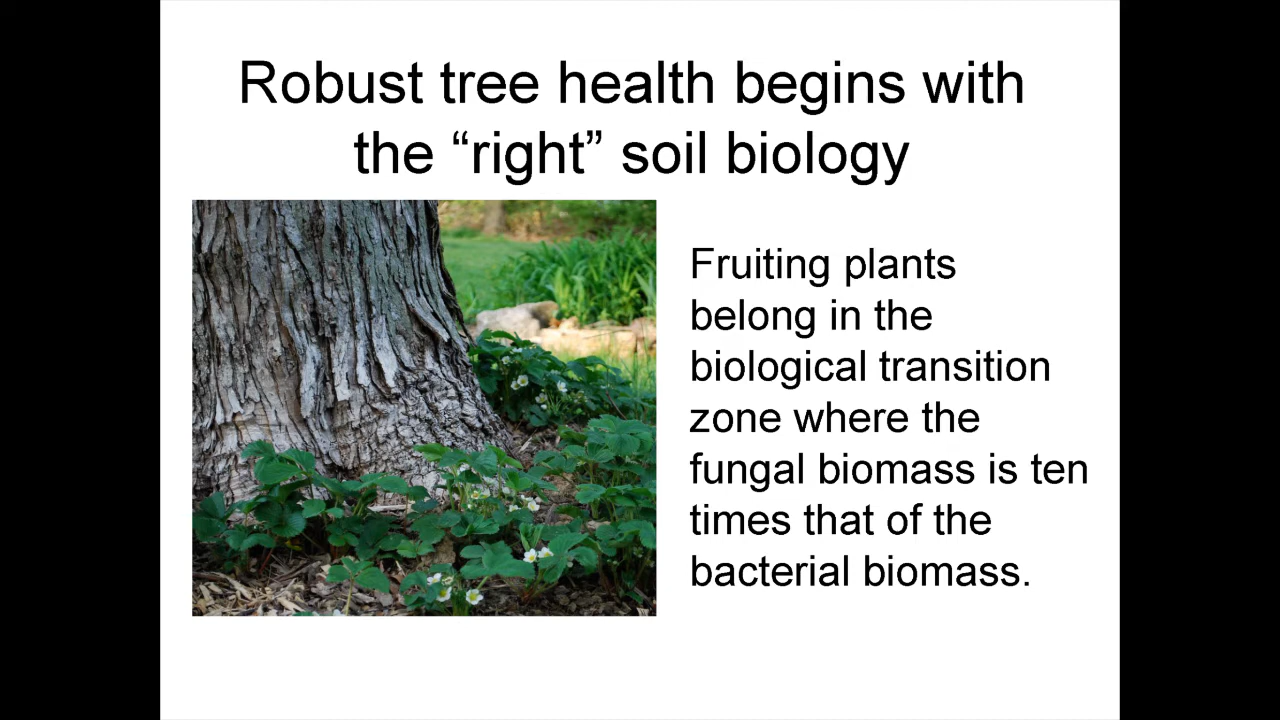 Robust tree health begins with
the “right” soil biology
Fruiting plants
belong in the
biological transition
zone where the
fungal biomass is ten
times that of the
bacterial biomass.